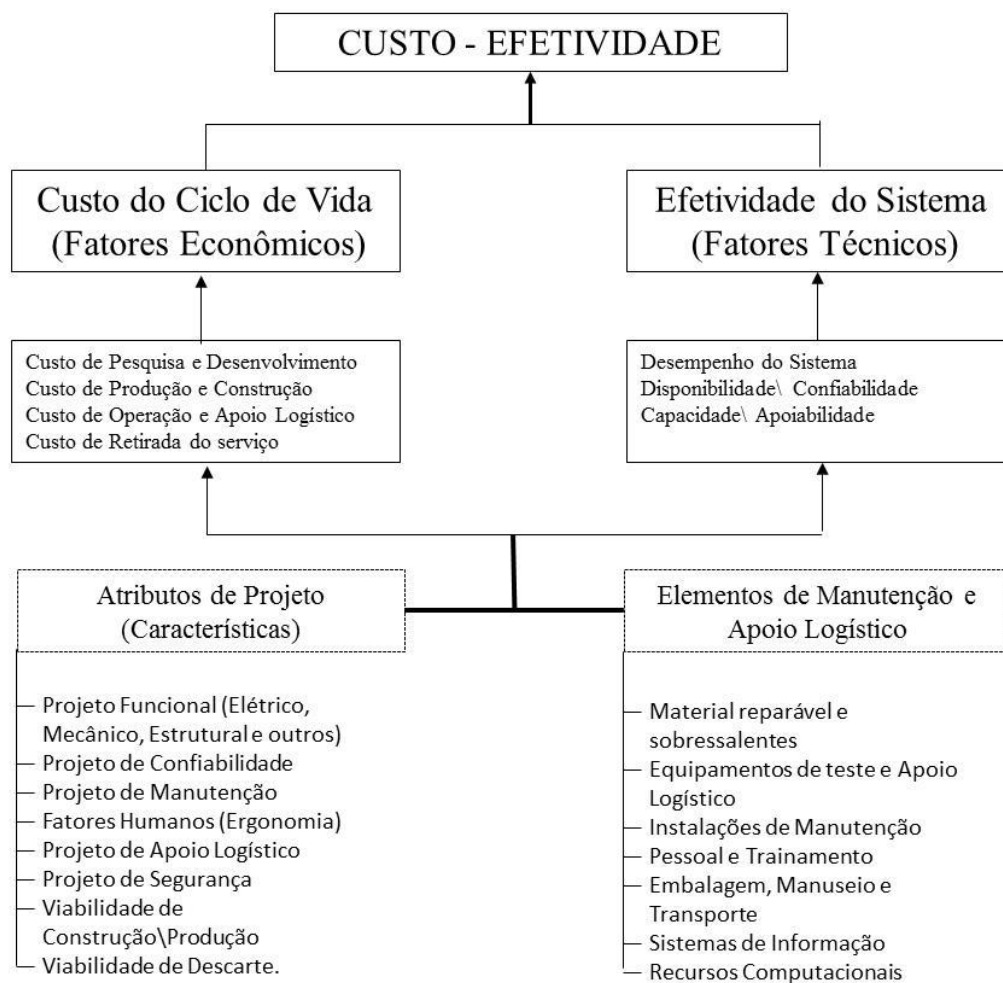 CUSTO - EFETIVIDADE
Custo do Ciclo de Vida
(Fatores Econômicos)
Efetividade do Sistema
(Fatores Técnicos)
Custo de Pesquisa e Desenvolvimento
Custo de Produção e Construção
Custo de Operação e Apoio Logístico
Custo de Retirada do serviço
Desempenho do Sistema
Disponibilidade\ Confiabilidade
Capacidade\ Apoiabilidade
Atributos de Projeto
(Características)
Projeto Funcional (Elétrico,
Mecânico, Estrutural e outros)
Projeto de Confiabilidade
Projeto de Manutenção
Fatores Humanos (Ergonomia)
Projeto de Apoio Logístico
Projeto de Segurança
Viabilidade de
Construção\Produção
Viabilidade de Descarte.
Elementos de Manutenção e
Apoio Logístico
Material reparável e
sobressalentes
Equipamentos de teste e Apoio
Logístico
Instalações de Manutenção
Pessoal e Trainamento
Embalagem, Manuseio e
Transporte
Sistemas de Informação
Recursos Computacionais